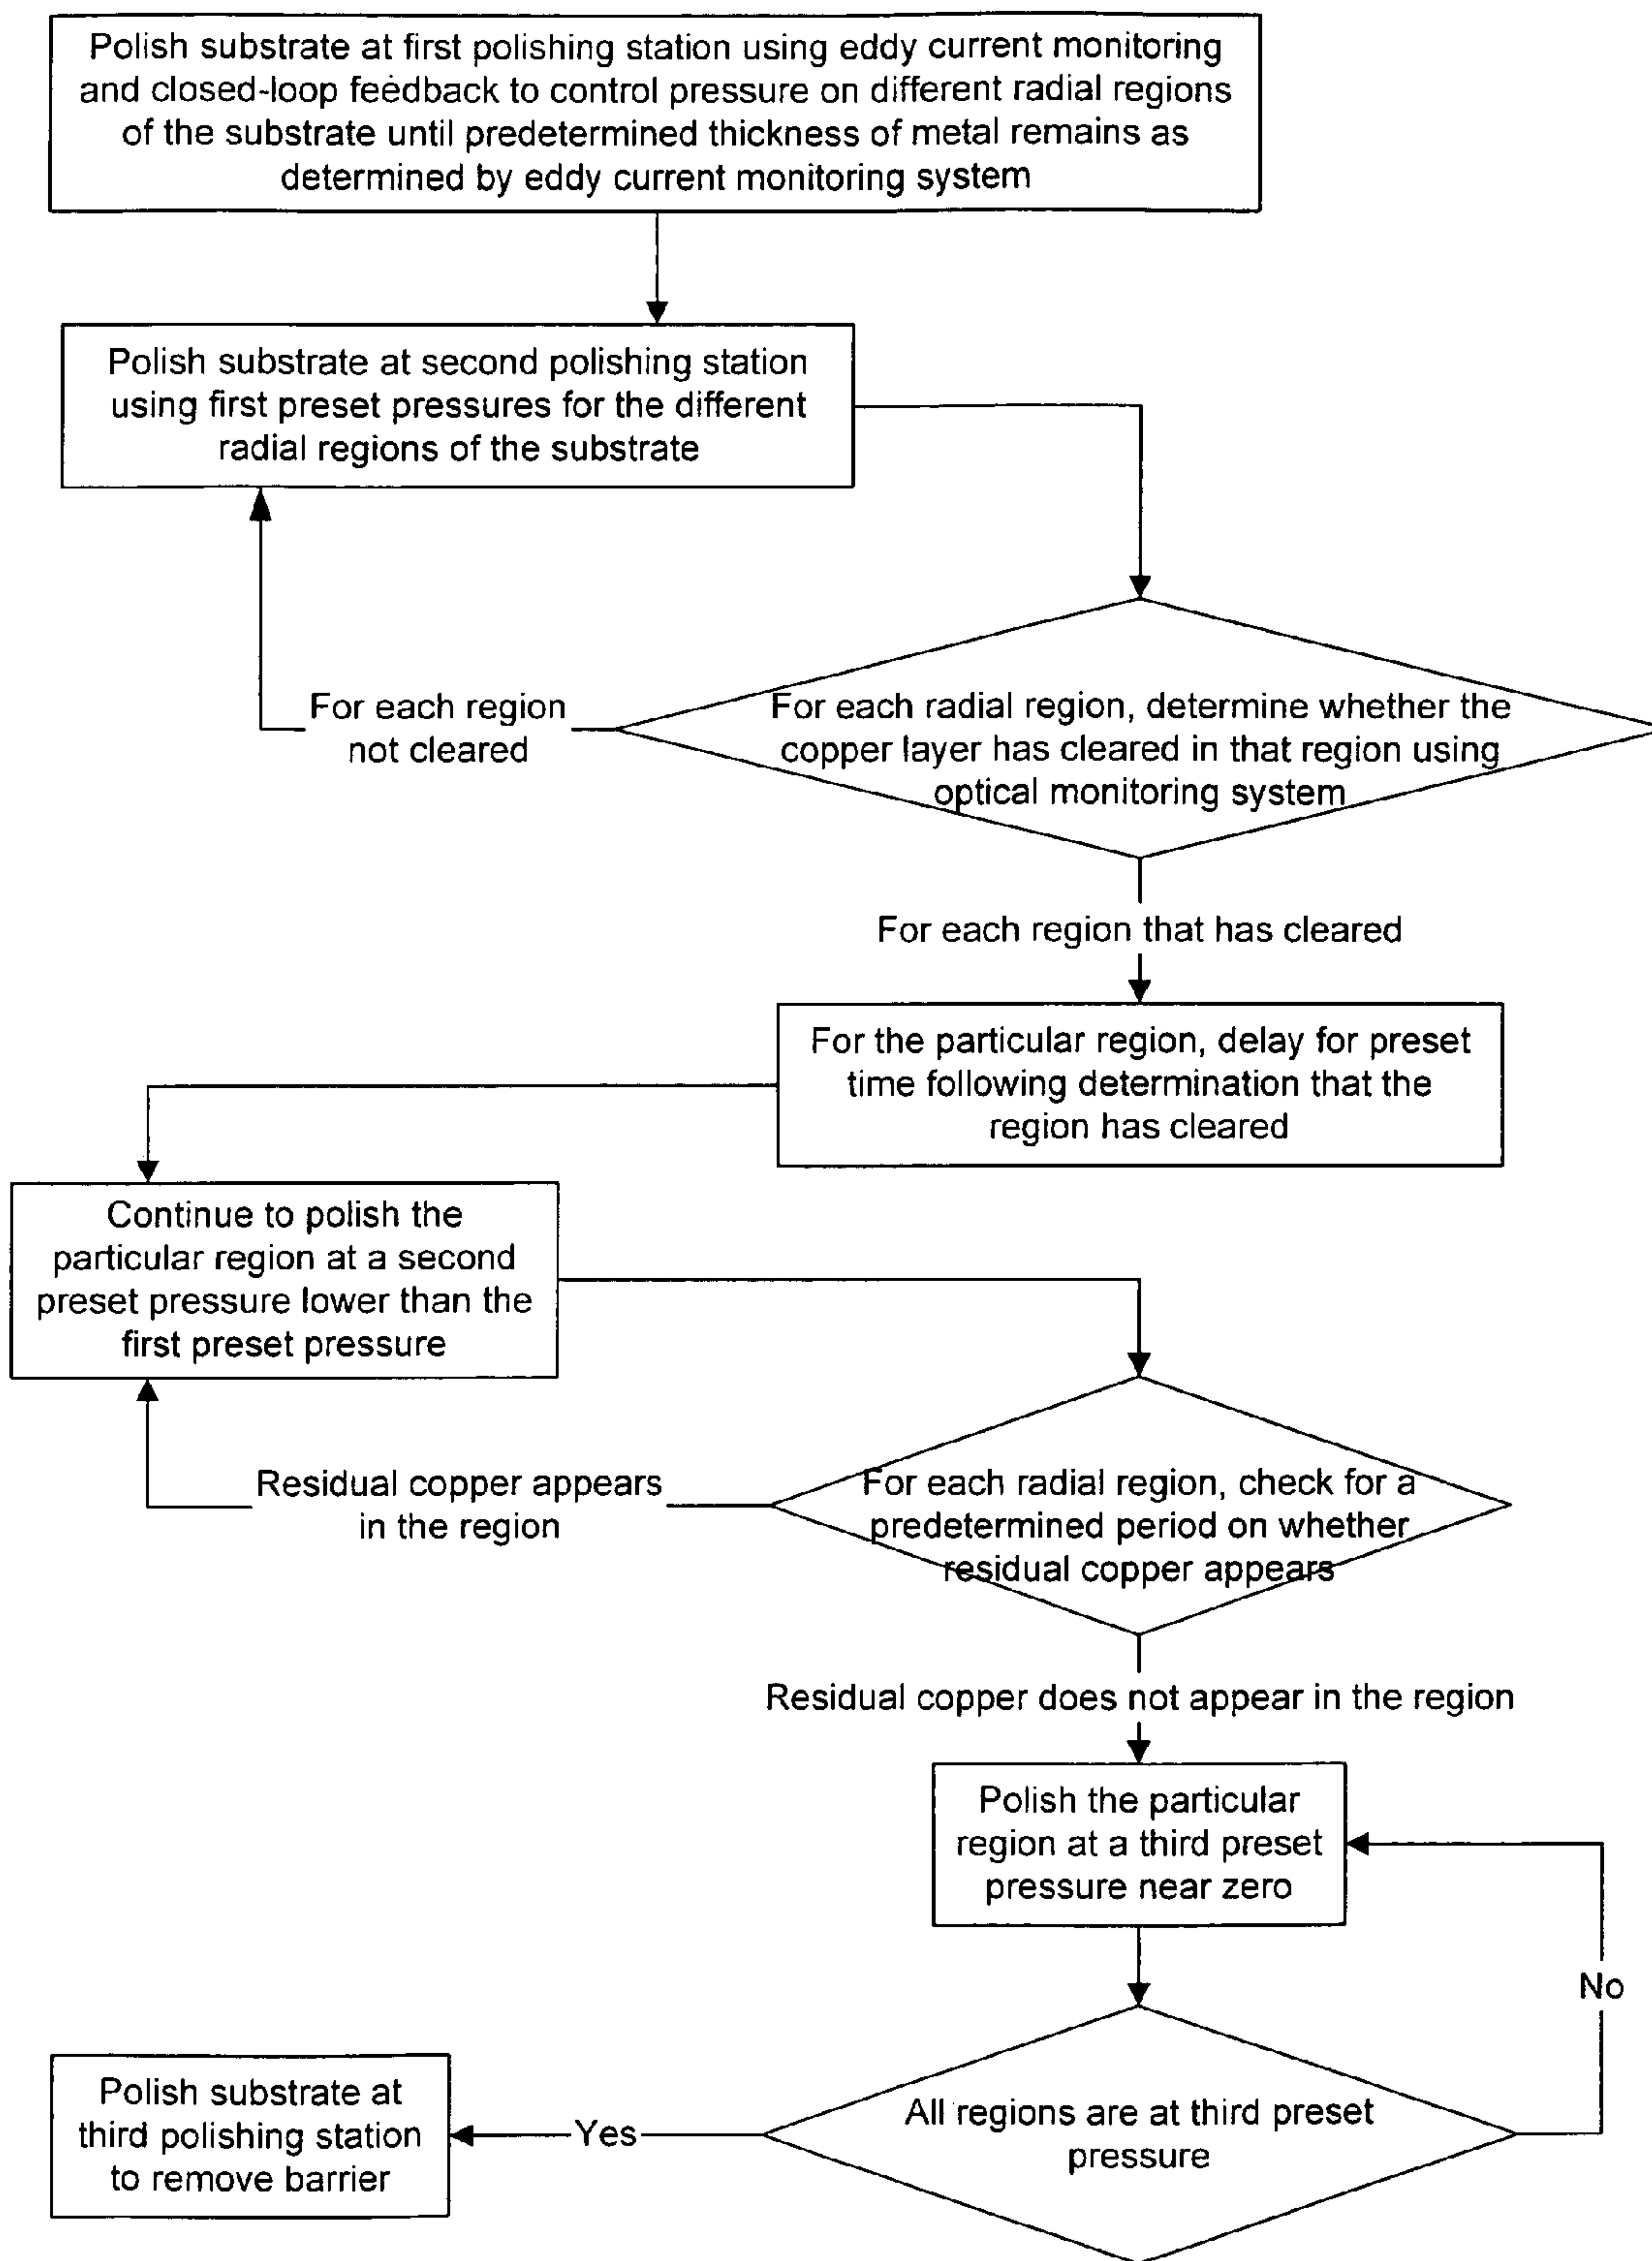 Polish substrate at first polishing station using eddy current monitoring
and closed-loop feedback to control pressure on different radial regions
of the substrate until predetermined thickness of metal remains as
determined by eddy current monitoring system
Polish substrate at second polishing station
using first preset pressures for the different
radial regions of the substrate
For each region
not cleared
For each radial region, determine whether the
copper layer has cleared in that region using
optical monitoring system
For each region that has cleared
For the particular region, delay for preset
time following determination that the
region has cleared
Continue to polish the
particular region at a second
preset pressure lower than the
first preset pressure
Residual copper appears
in the region
For each radial region, check for a
predetermined period on whether
residual copper appears
Residual copper does not appear in the region
Polish the particular
region at a third preset
pressure near zero
No
All regions are at third preset
pressure
Yes
Polish substrate at
third polishing station
to remove barrier